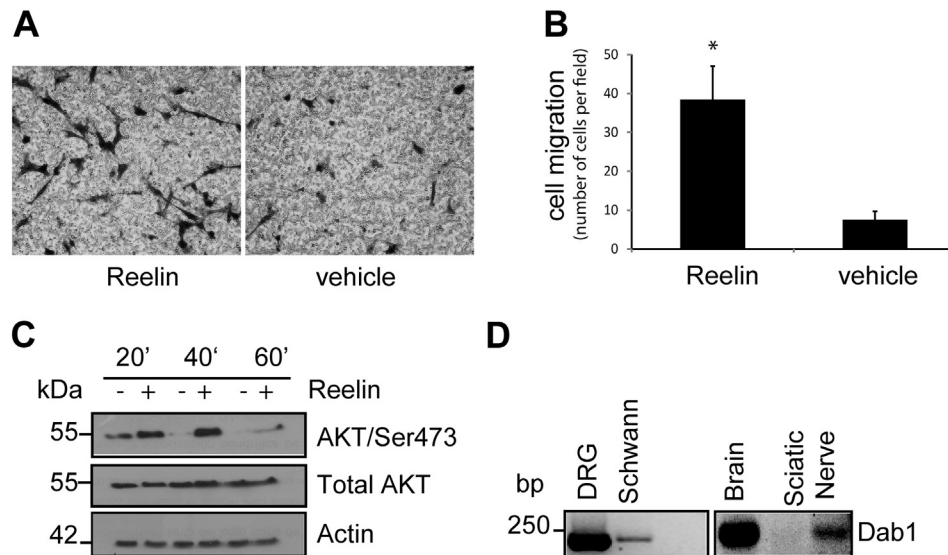 A
Reelin
vehicle
B
cell migration
(number of cells per field)
50
40
30
20
10
0
*
Reelin
vehicle
C
20' 40‘ 60’
kDa - + - + - + Reelin
55 AKT/Ser473
55 Total AKT
42 Actin
D
bp DRG Schwann Brain Sciatic Nerve
250 Dab1